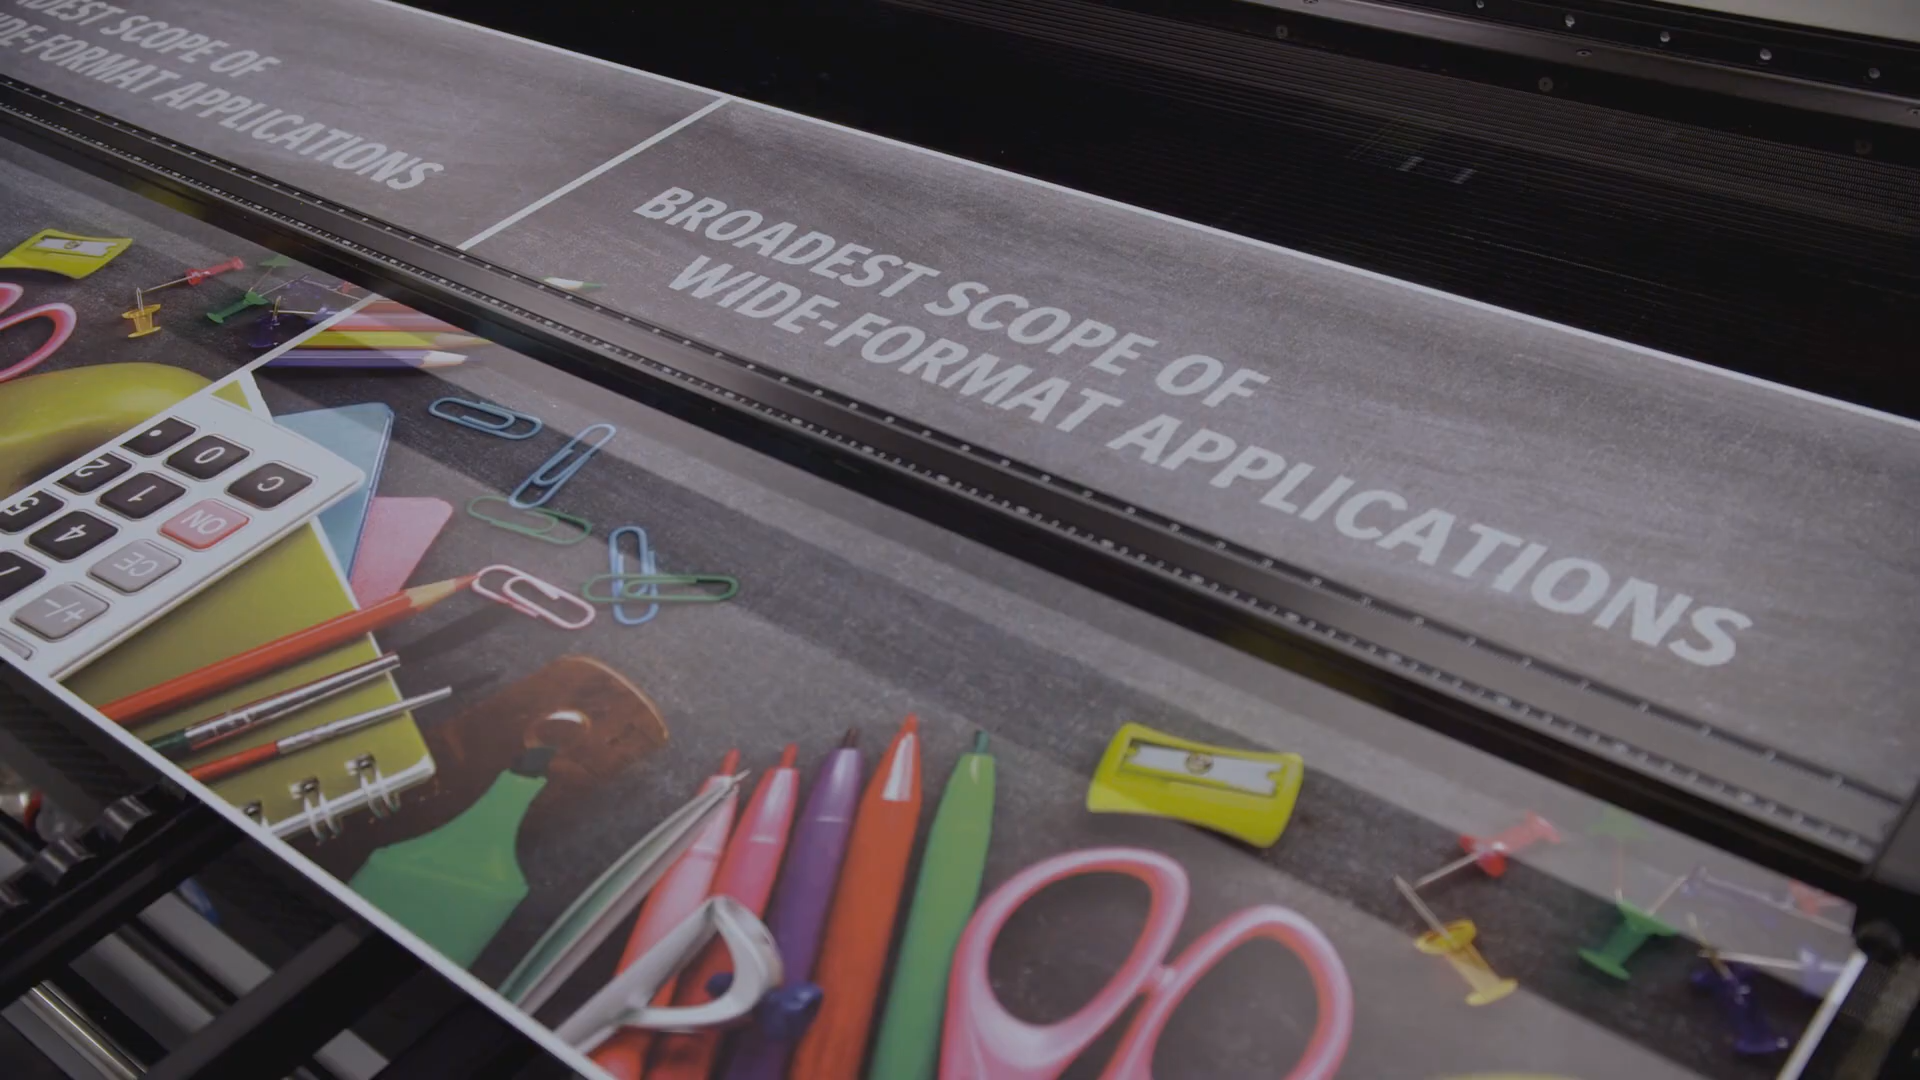 DEST SCOPE OF
DE-FORMAT APPLICATIONS
BROADEST SCOPE OF
WIDE-FORMAT APPLICATIONS
C
0
.
ON
1
2
CE
4
5
+/-
7